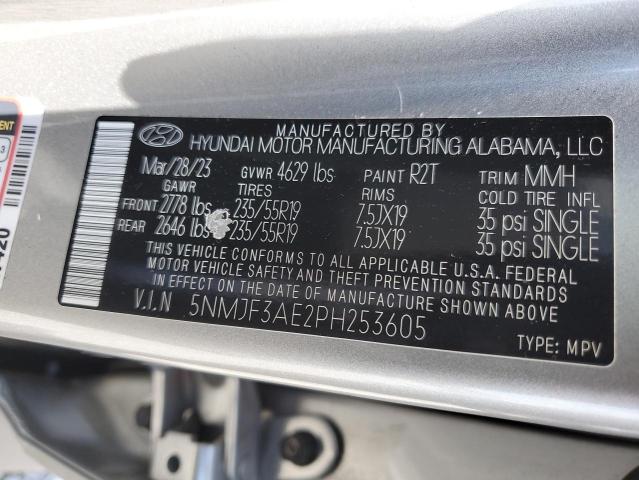 MANUFACTURED BY
HYUNDAI MOTOR MANUFACTURING ALABAMA, LLC
Mar/28/23 GVWR 4629 lbs PAINT R2T TRIM MMH
GAWR TIRES RIMS COLD TIRE INFL
FRONT 2778 lbs 235/55R19 7.5JX19 35 psi SINGLE
REAR 2646 lbs 235/55R19 7.5JX19 35 psi SINGLE
THIS VEHICLE CONFORMS TO ALL APPLICABLE U.S.A. FEDERAL
MOTOR VEHICLE SAFETY AND THEFT PREVENTION STANDARDS
IN EFFECT ON THE DATE OF MANUFACTURE SHOWN ABOVE
V.I.N 5NMJF3AE2PH253605
TYPE: MPV